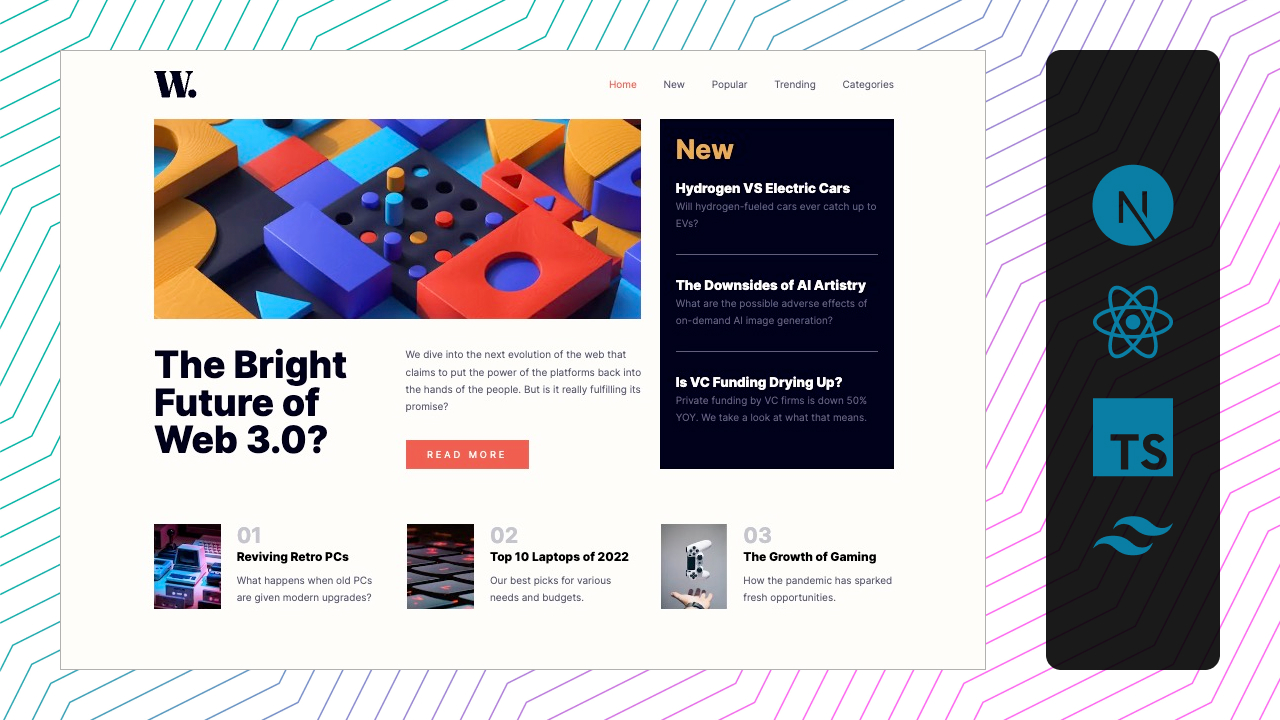 W.
Home New Popular Trending Categories
The Bright
Future of
Web 3.0?
We dive into the next evolution of the web that
claims to put the power of the platforms back into
the hands of the people. But is it really fulfilling its
promise?
READ MORE
New
Hydrogen VS Electric Cars
Will hydrogen-fueled cars ever catch up to
EVs?
The Downsides of AI Artistry
What are the possible adverse effects of
on-demand AI image generation?
Is VC Funding Drying Up?
Private funding by VC firms is down 50%
YOY. We take a look at what that means.
01
Reviving Retro PCs
What happens when old PCs
are given modern upgrades?
02
Top 10 Laptops of 2022
Our best picks for various
needs and budgets.
03
The Growth of Gaming
How the pandemic has sparked
fresh opportunities.
N
TS